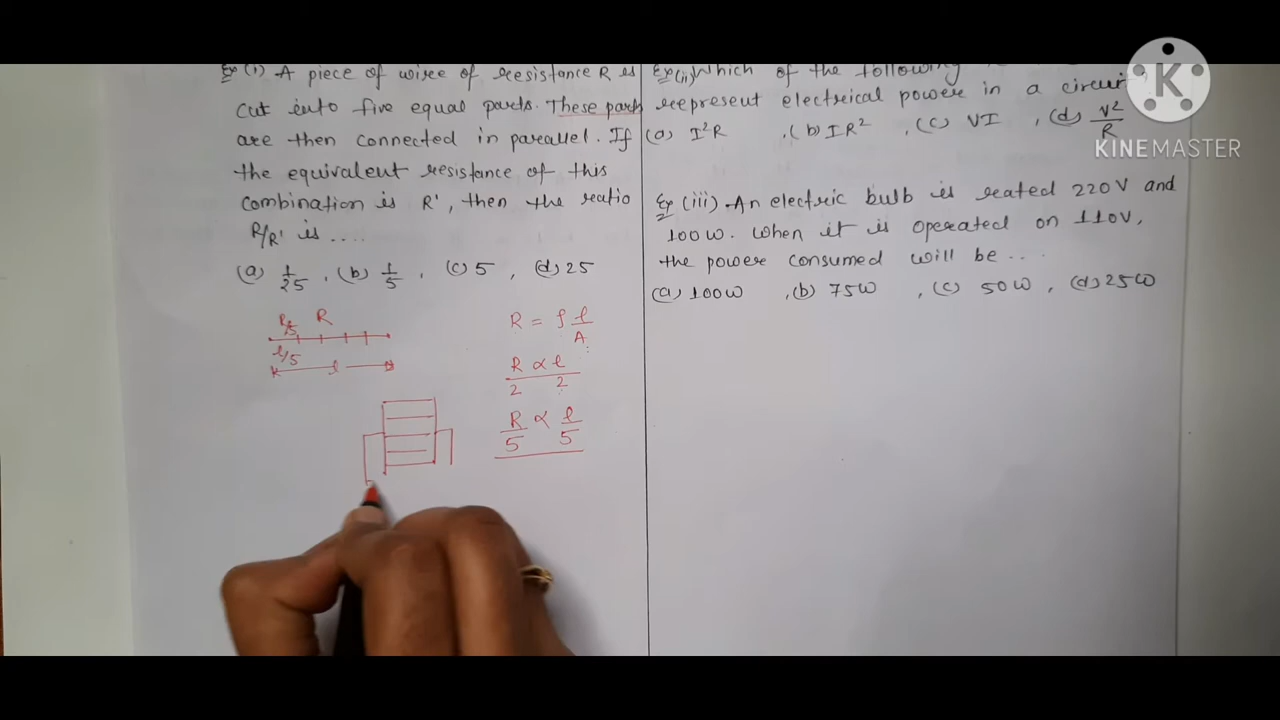 Ex (i) A piece of wire of resistance R is
cut into five equal parts. These parts
are then connected in parallel. If
the equivalent resistance of this
combination is R', then the ratio
R/R' is ....
(a) 1/25 , (b) 1/5 , (c) 5 , (d) 25
R/5 R
l/5 l
R = ρ l/A
R ∝ l
2 2
R/5 ∝ l/5
Ex (ii) Which of the following
represent electrical power in a circuit
(a) I²R , (b) IR² , (c) VI , (d) V²/R
Ex (iii) An electric bulb is rated 220V and
100W. When it is operated on 110V,
the power consumed will be ...
(a) 100W , (b) 75W , (c) 50W , (d) 25W
K
KINEMASTER